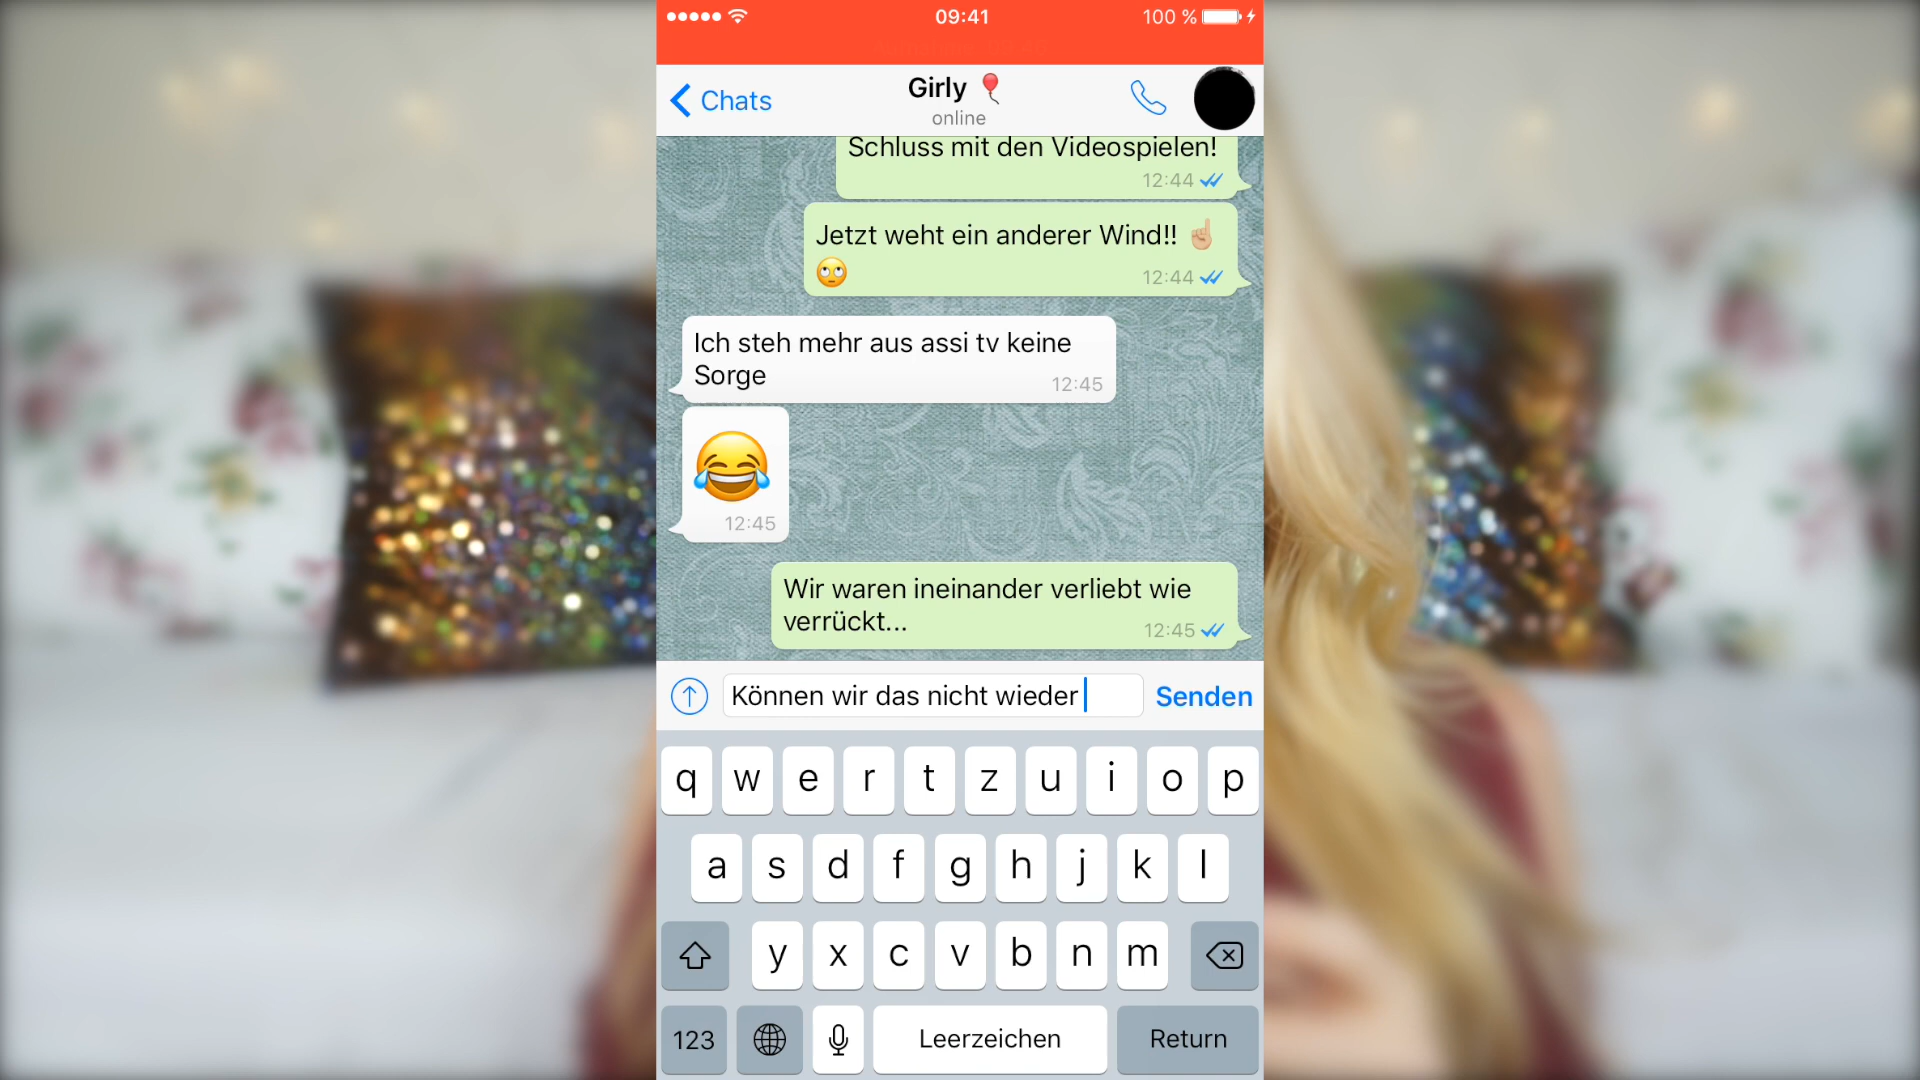 09:41
100 %
Chats
Girly
online
Schluss mit den Videospielen!
12:44
Jetzt weht ein anderer Wind!!
12:44
Ich steh mehr aus assi tv keine
Sorge
12:45
12:45
Wir waren ineinander verliebt wie
verrückt...
12:45
Können wir das nicht wieder
Senden
q w e r t z u i o p
a s d f g h j k l
y x c v b n m
123
Leerzeichen
Return